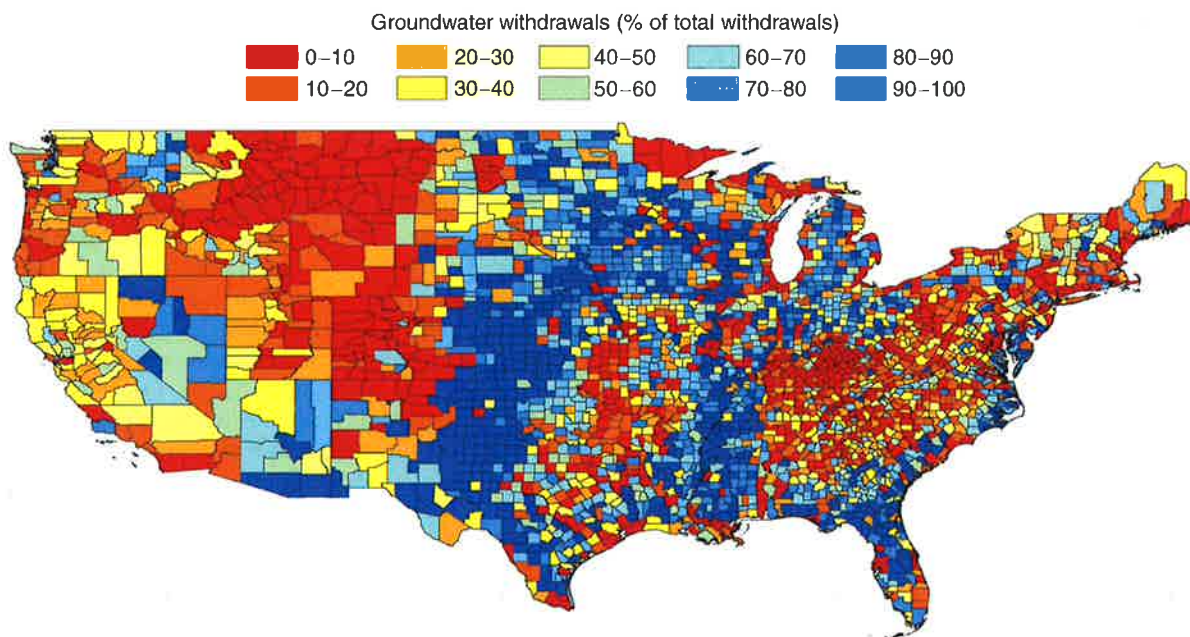 Groundwater withdrawals (% of total withdrawals)
0–10 20–30 40–50 60–70 80–90
10–20 30–40 50–60 70–80 90–100